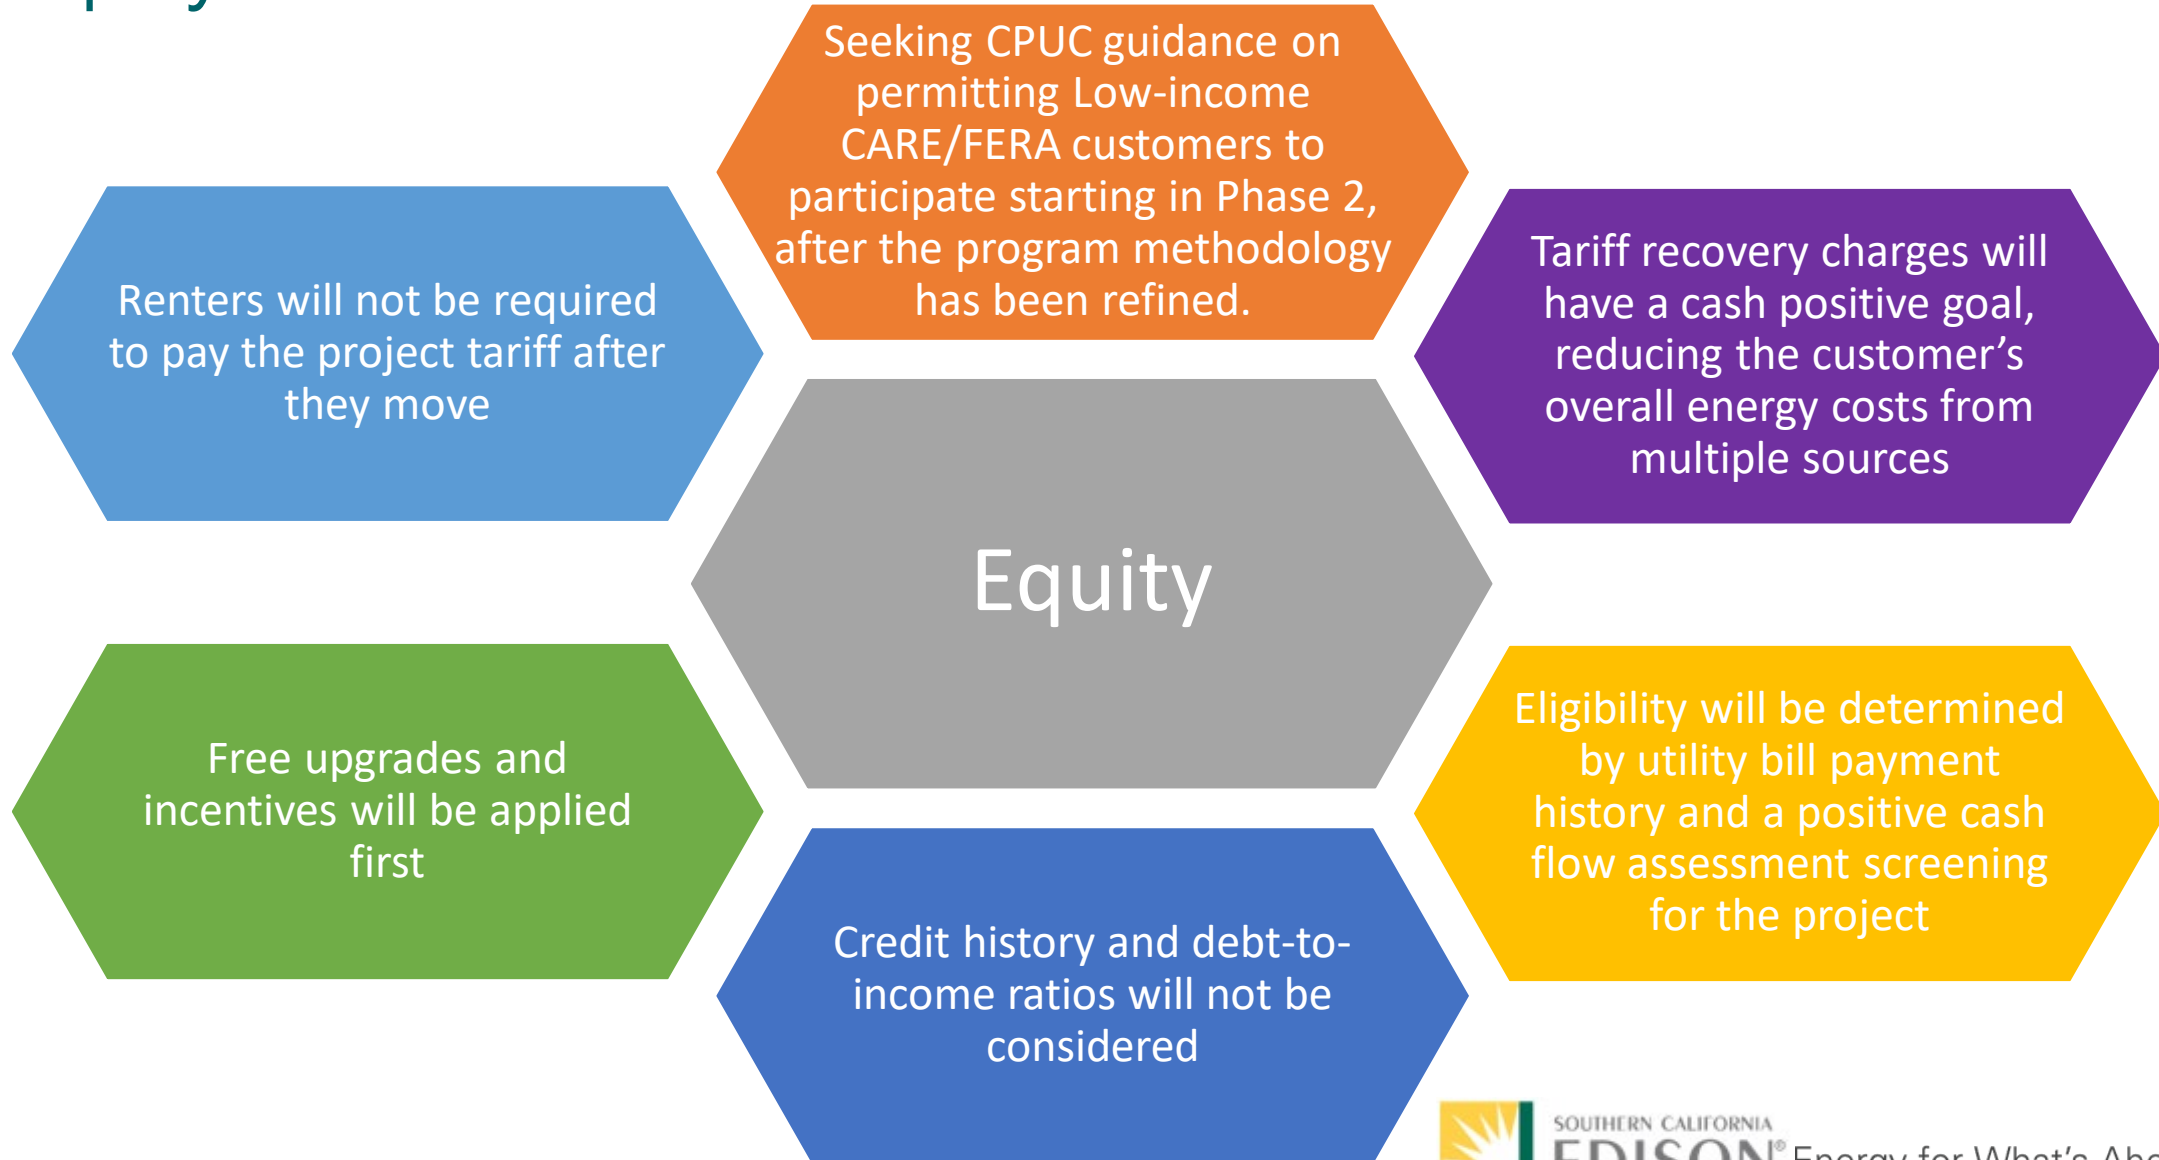 Seeking CPUC guidance on
permitting Low-income
CARE/FERA customers to
participate starting in Phase 2,
after the program methodology
has been refined.
Renters will not be required
to pay the project tariff after
they move
Tariff recovery charges will
have a cash positive goal,
reducing the customer's
overall energy costs from
multiple sources
Equity
Free upgrades and
incentives will be applied
first
Eligibility will be determined
by utility bill payment
history and a positive cash
flow assessment screening
for the project
Credit history and debt-to-
income ratios will not be
considered
SOUTHERN CALIFORNIA
EDISON® Energy for What's